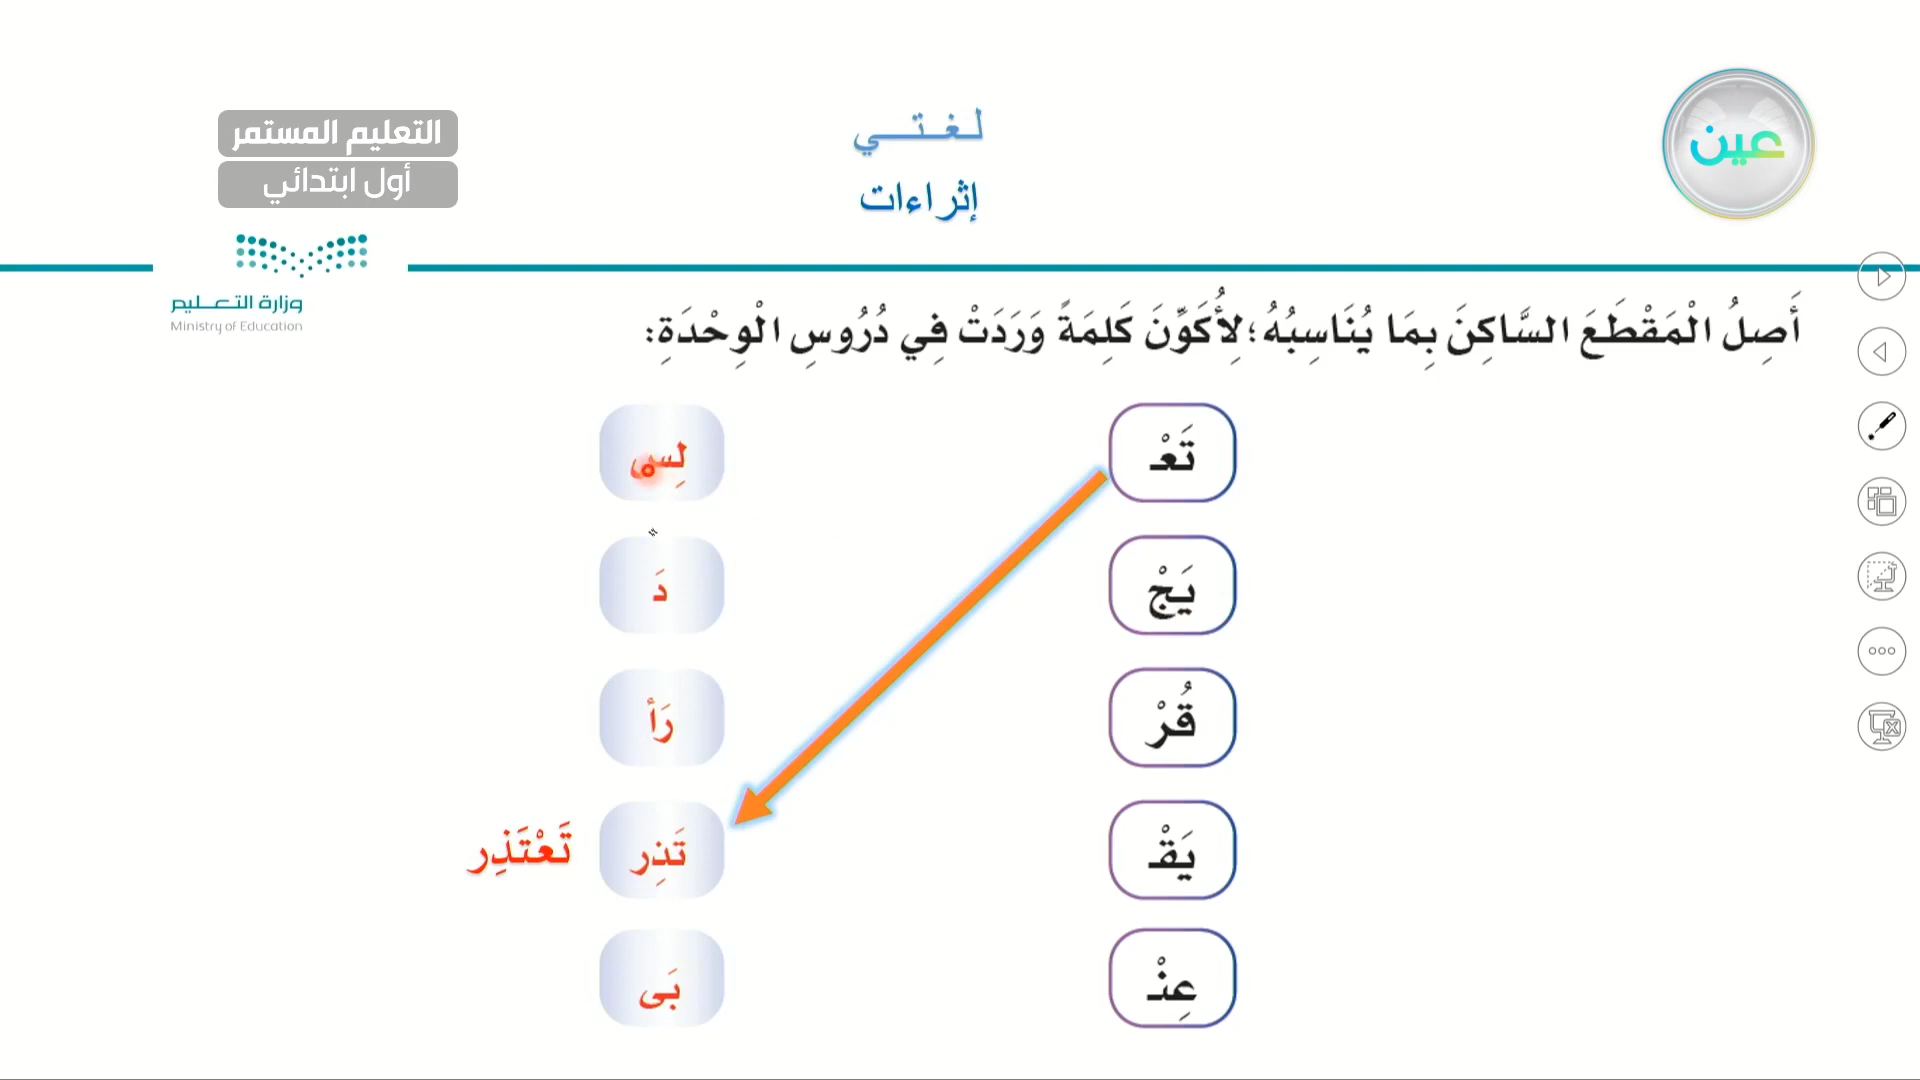 التعليم المستمر
أول ابتدائي
لغتي
إثراءات
عين
وزارة التعليم
Ministry of Education
أَصِلُ الْمَقْطَعَ السَّاكِنَ بِمَا يُنَاسِبُهُ؛ لِأُكَوِّنَ كَلِمَةً وَرَدَتْ فِي دُرُوسِ الْوِحْدَةِ:
تَعْـ
لِس
يَجْ
دَ
قُرْ
رَأ
يَقْـ
تَذِر
تَعْتَذِر
عِنْـ
بَى